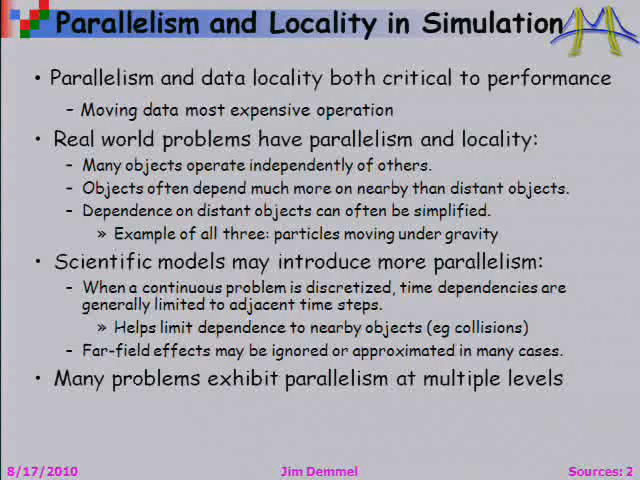 Parallelism and Locality in Simulation
• Parallelism and data locality both critical to performance
– Moving data most expensive operation
• Real world problems have parallelism and locality:
– Many objects operate independently of others.
– Objects often depend much more on nearby than distant objects.
– Dependence on distant objects can often be simplified.
» Example of all three: particles moving under gravity
• Scientific models may introduce more parallelism:
– When a continuous problem is discretized, time dependencies are
generally limited to adjacent time steps.
» Helps limit dependence to nearby objects (eg collisions)
– Far-field effects may be ignored or approximated in many cases.
• Many problems exhibit parallelism at multiple levels
8/17/2010
Jim Demmel
Sources: 2